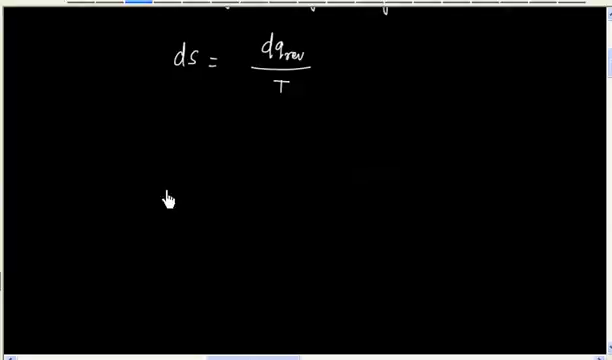 ds = dq_rev / T